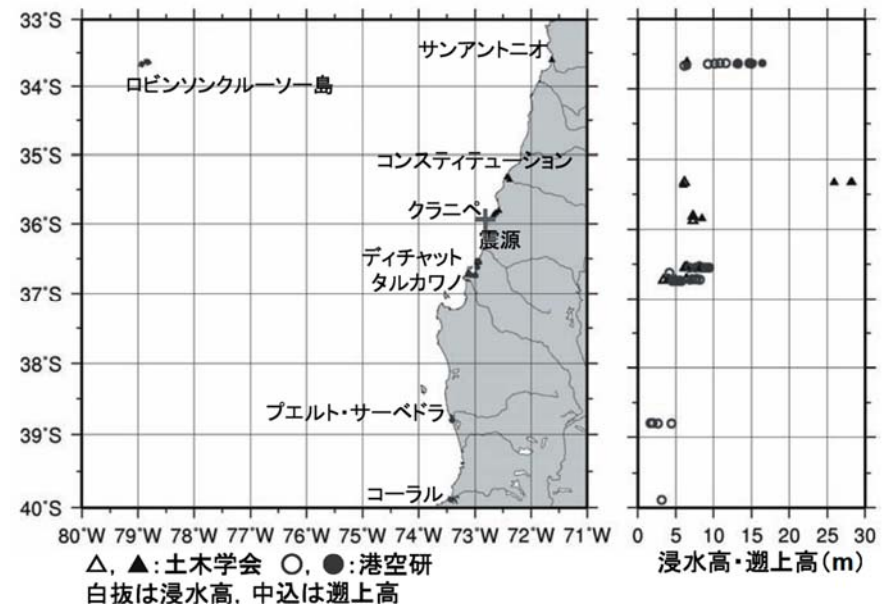 33°S
サンアントニオ
ロビンソンクルーソー島
34°S
35°S
コンスティテューション
クラニペ
36°S
震源
ディチャット
タルカワノ
37°S
38°S
プエルト・サーベドラ
39°S
コーラル
40°S
80°W 79°W 76°W 77°W 75°W 74°W 73°W 72°W 71°W
0 5 10 15 20 25 30
浸水高・遡上高(m)
△, ▲:土木学会 ○, ●:港空研
白抜は浸水高, 中込は遡上高